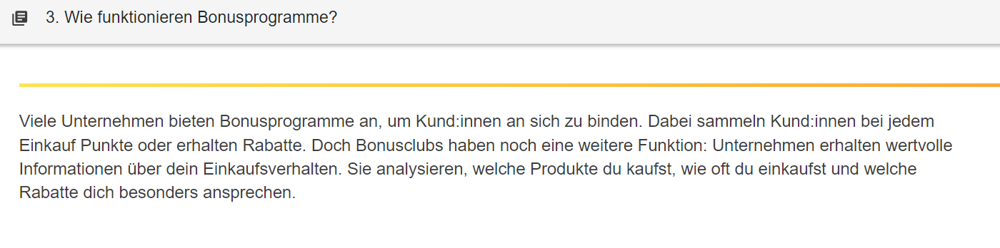 3. Wie funktionieren Bonusprogramme?
Viele Unternehmen bieten Bonusprogramme an, um Kund:innen an sich zu binden. Dabei sammeln Kund:innen bei jedem
Einkauf Punkte oder erhalten Rabatte. Doch Bonusclubs haben noch eine weitere Funktion: Unternehmen erhalten wertvolle
Informationen über dein Einkaufsverhalten. Sie analysieren, welche Produkte du kaufst, wie oft du einkaufst und welche
Rabatte dich besonders ansprechen.